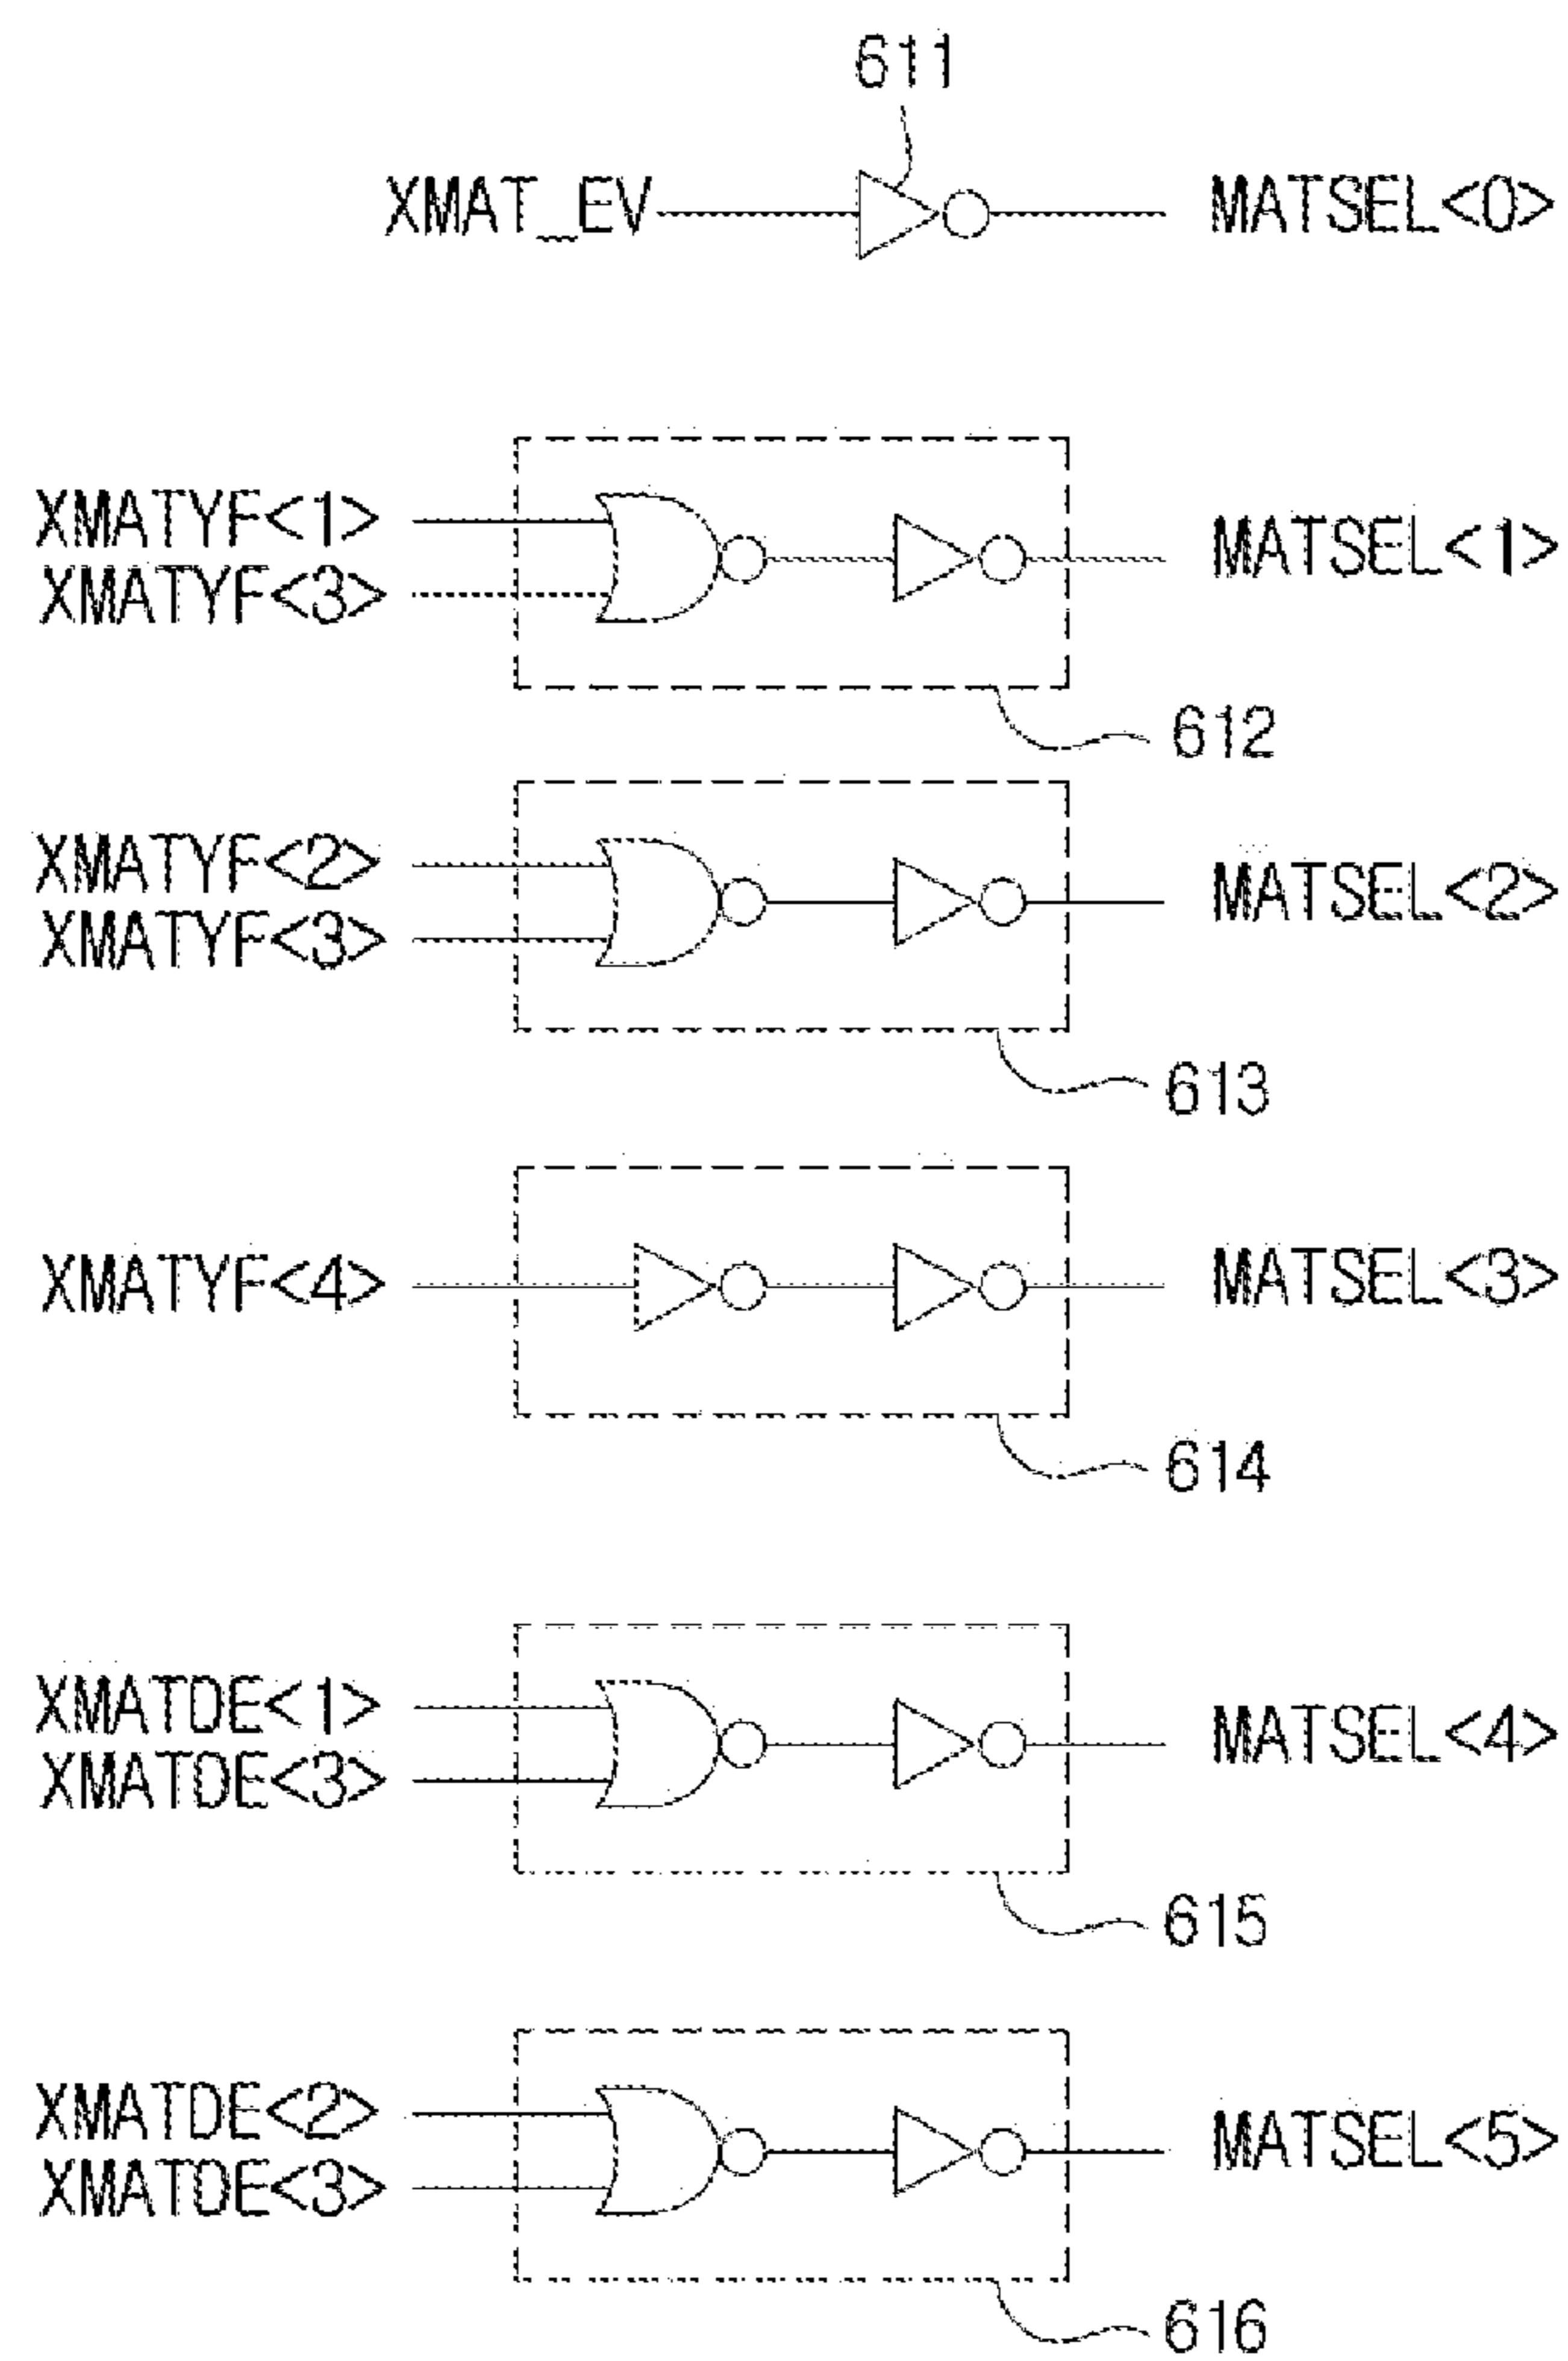 611
XMAT_EV MATSEL<0>
XMATYF<1>
XMATYF<3>
MATSEL<1>
612
XMATYF<2>
XMATYF<3>
MATSEL<2>
613
XMATYF<4> MATSEL<3>
614
XMATDE<1>
XMATDE<3>
MATSEL<4>
615
XMATDE<2>
XMATDE<3>
MATSEL<5>
616